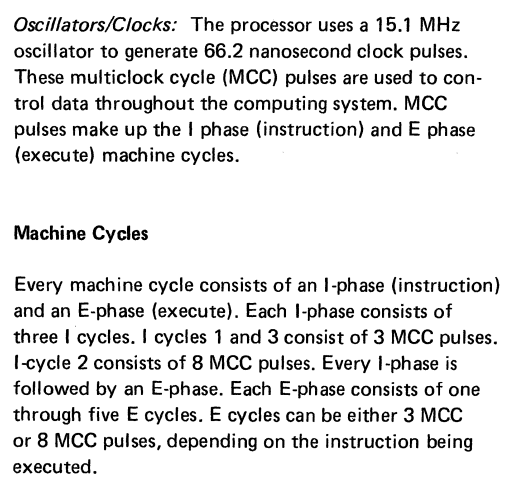 Oscillators/Clocks: The processor uses a 15.1 MHz
oscillator to generate 66.2 nanosecond clock pulses.
These multiclock cycle (MCC) pulses are used to con-
trol data throughout the computing system. MCC
pulses make up the I phase (instruction) and E phase
(execute) machine cycles.
Machine Cycles
Every machine cycle consists of an I-phase (instruction)
and an E-phase (execute). Each I-phase consists of
three I cycles. I cycles 1 and 3 consist of 3 MCC pulses.
I-cycle 2 consists of 8 MCC pulses. Every I-phase is
followed by an E-phase. Each E-phase consists of one
through five E cycles. E cycles can be either 3 MCC
or 8 MCC pulses, depending on the instruction being
executed.